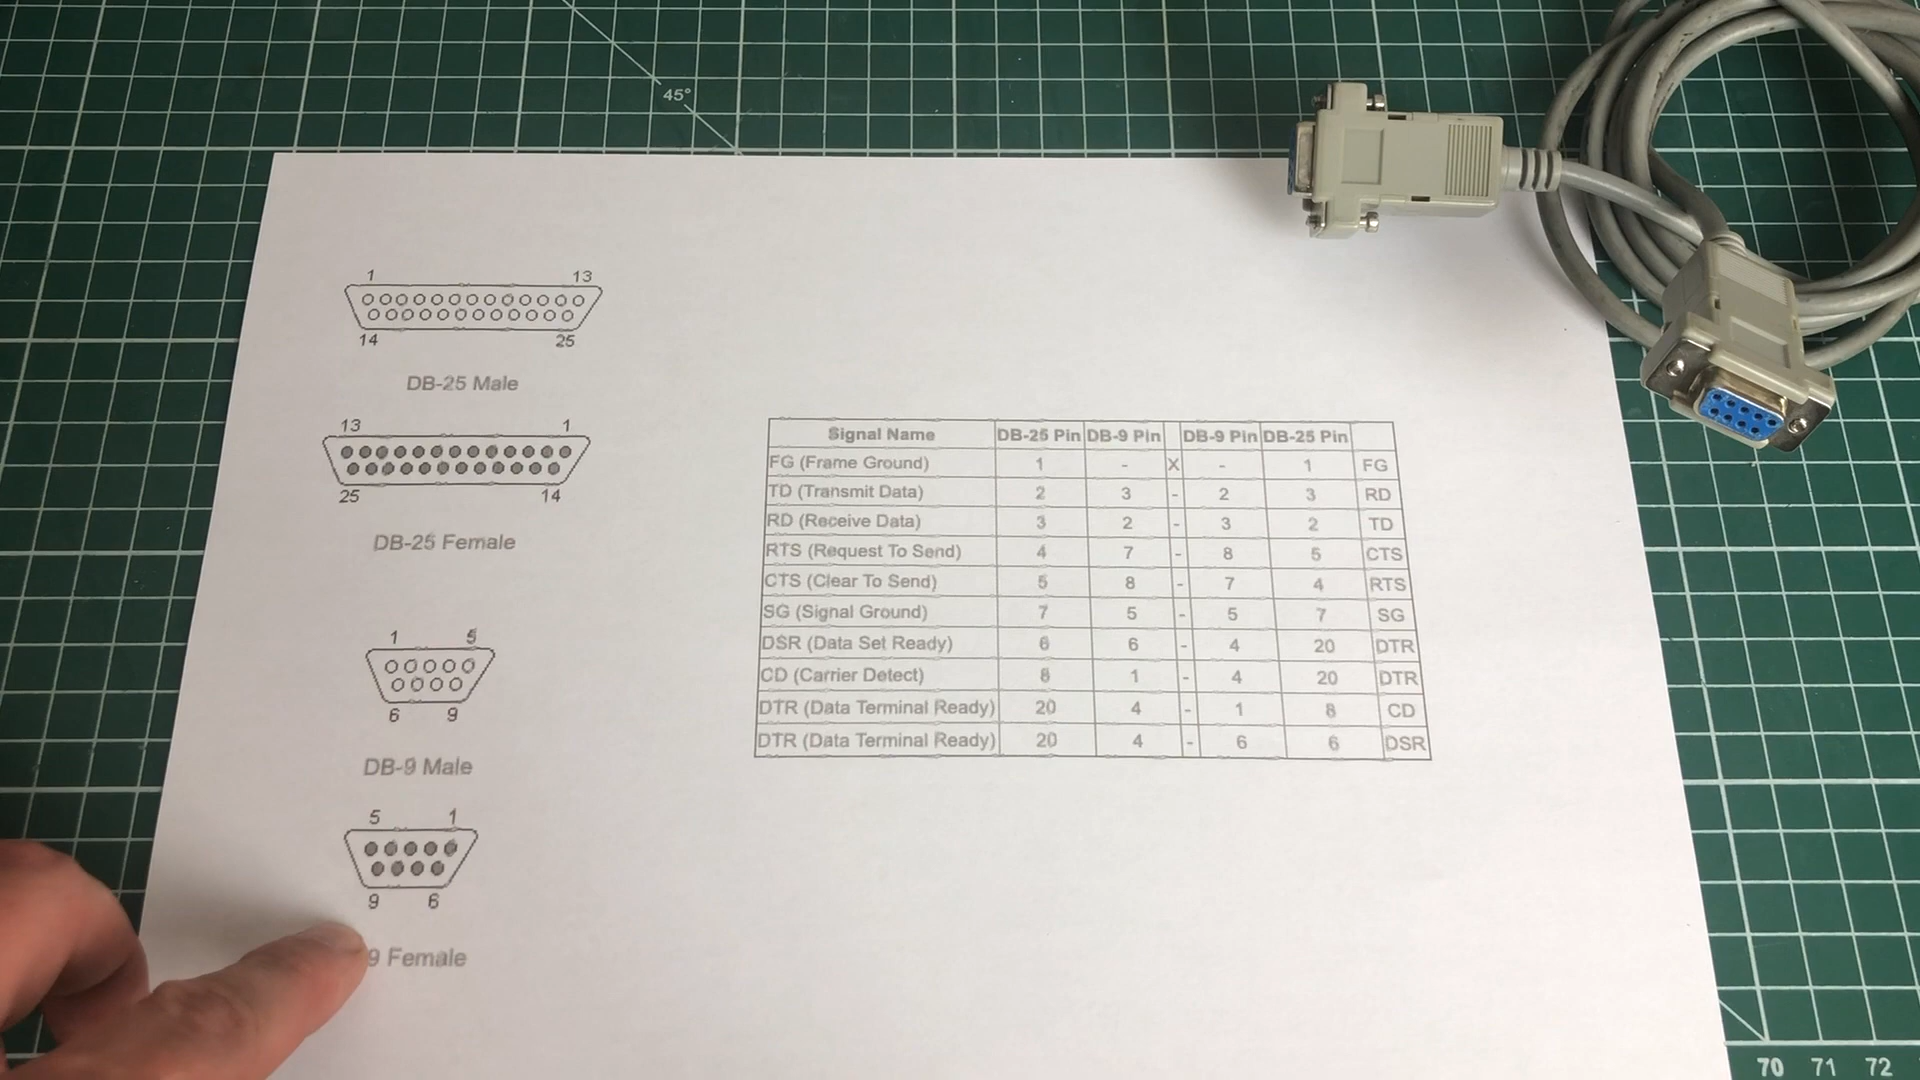 45°
1 13
14 25
DB-25 Male
13 1
25 14
DB-25 Female
1 5
6 9
DB-9 Male
5 1
9 6
9 Female
Signal Name DB-25 Pin DB-9 Pin DB-9 Pin DB-25 Pin
FG (Frame Ground) 1 - X - 1 FG
TD (Transmit Data) 2 3 - 2 3 RD
RD (Receive Data) 3 2 - 3 2 TD
RTS (Request To Send) 4 7 - 8 5 CTS
CTS (Clear To Send) 5 8 - 7 4 RTS
SG (Signal Ground) 7 5 - 5 7 SG
DSR (Data Set Ready) 6 6 - 4 20 DTR
CD (Carrier Detect) 8 1 - 4 20 DTR
DTR (Data Terminal Ready) 20 4 - 1 8 CD
DTR (Data Terminal Ready) 20 4 - 6 6 DSR
70 71 72